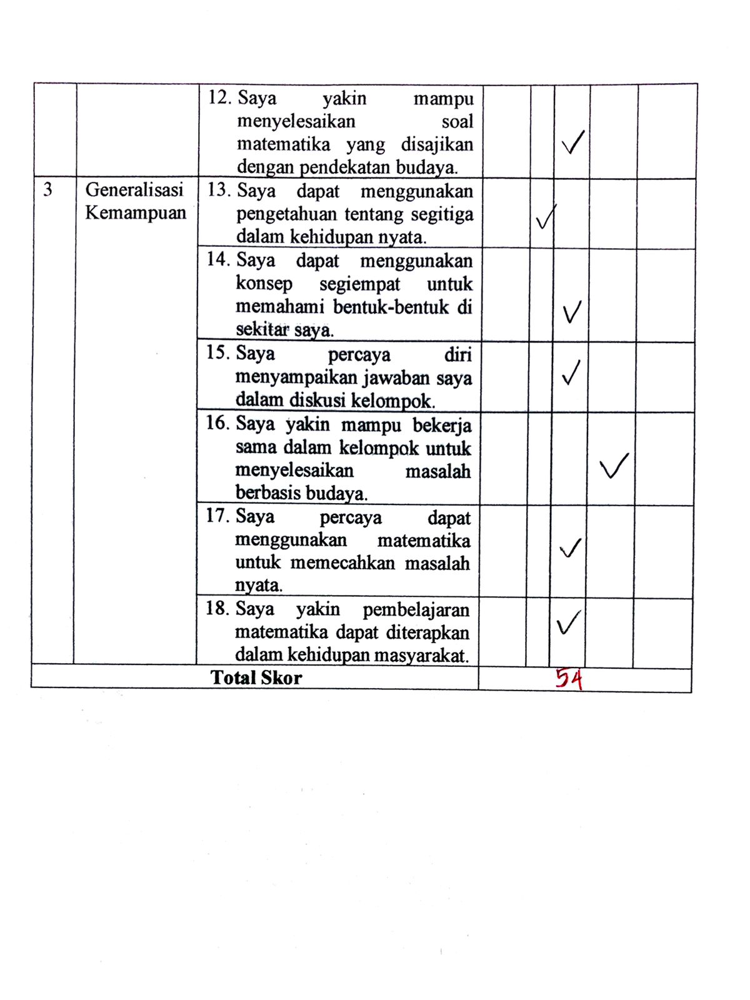 12. Saya yakin mampu
menyelesaikan soal
matematika yang disajikan
dengan pendekatan budaya.
✓
3 Generalisasi
Kemampuan
13. Saya dapat menggunakan
pengetahuan tentang segitiga
dalam kehidupan nyata.
✓
14. Saya dapat menggunakan
konsep segiempat untuk
memahami bentuk-bentuk di
sekitar saya.
✓
15. Saya percaya diri
menyampaikan jawaban saya
dalam diskusi kelompok.
✓
16. Saya yakin mampu bekerja
sama dalam kelompok untuk
menyelesaikan masalah
berbasis budaya.
✓
17. Saya percaya dapat
menggunakan matematika
untuk memecahkan masalah
nyata.
✓
18. Saya yakin pembelajaran
matematika dapat diterapkan
dalam kehidupan masyarakat.
✓
Total Skor 54